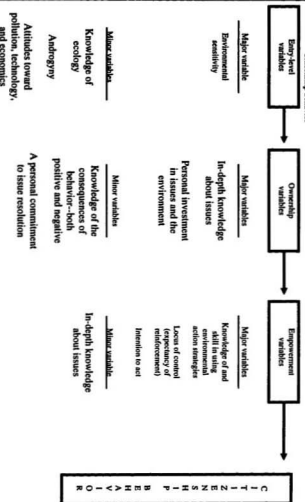 Entry-level
variables
Major variable
Environmental
sensitivity
Minor variables
Knowledge of
ecology
Androgyny
Attitudes toward
pollution, technology,
and economics
Ownership
variables
Major variables
In-depth knowledge
about issues
Personal investment
in issues and the
environment
Minor variables
Knowledge of the
consequences of
behavior–both
positive and negative
A personal commitment
to issue resolution
Empowerment
variables
Major variables
Knowledge of and
skill in using
environmental
action strategies
Locus of control
(expectancy of
reinforcement)
Intention to act
Minor variable
In-depth knowledge
about issues
CITIZENSHIP BEHAVIOR